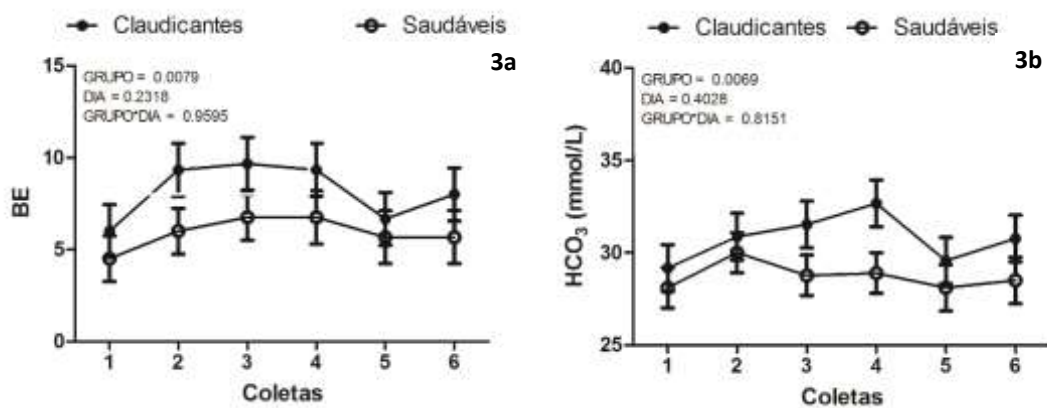 Claudicantes Saudáveis
3a
15
GRUPO = 0.0079
DIA = 0.2318
GRUPO*DIA = 0.9595
10
BE
5
0
1 2 3 4 5 6
Coletas
Claudicantes Saudáveis
3b
40
GRUPO = 0.0069
DIA = 0.4028
GRUPO*DIA = 0.8151
35
HCO3 (mmol/L)
30
25
1 2 3 4 5 6
Coletas